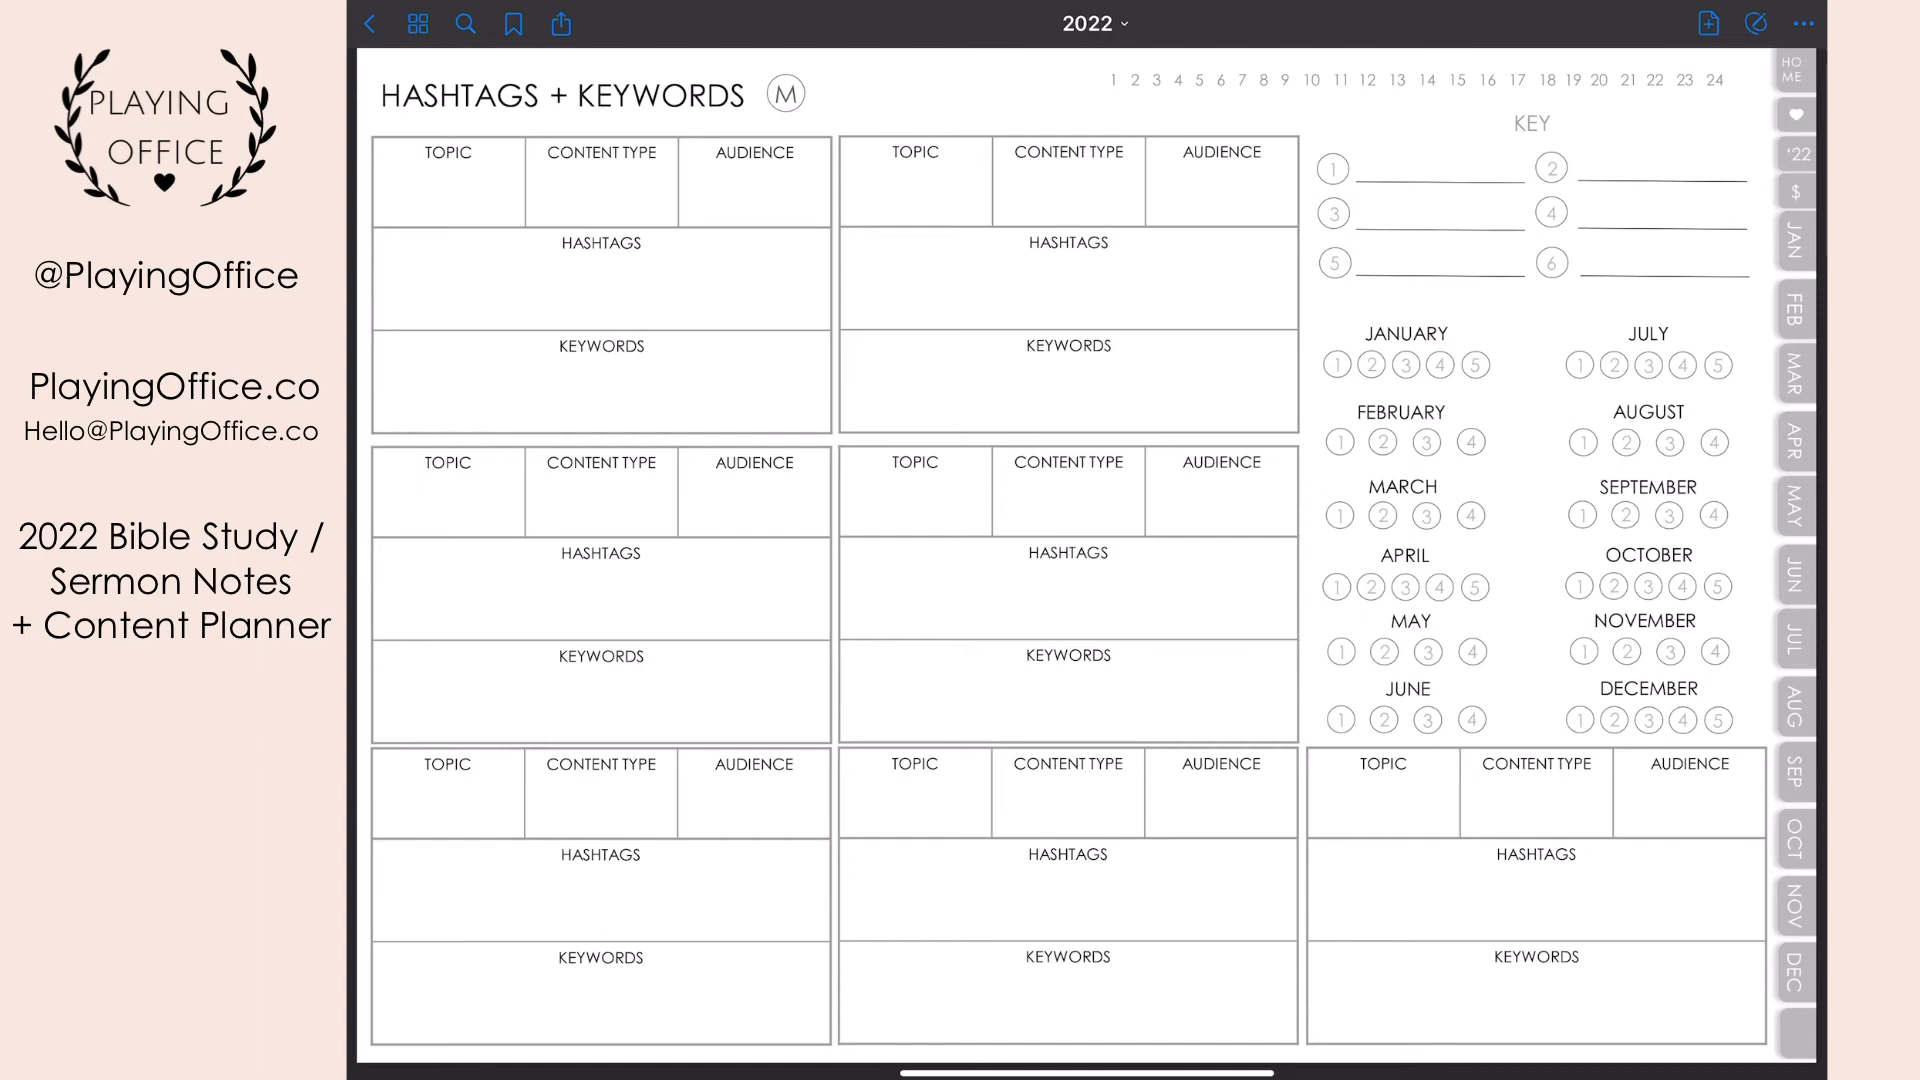 PLAYING
OFFICE
@PlayingOffice
PlayingOffice.co
Hello@PlayingOffice.co
2022 Bible Study /
Sermon Notes
+ Content Planner
2022
HASHTAGS + KEYWORDS M
1 2 3 4 5 6 7 8 9 10 11 12 13 14 15 16 17 18 19 20 21 22 23 24
TOPIC CONTENT TYPE AUDIENCE
HASHTAGS
KEYWORDS
TOPIC CONTENT TYPE AUDIENCE
HASHTAGS
KEYWORDS
KEY
1 2
3 4
5 6
JANUARY
1 2 3 4 5
FEBRUARY
1 2 3 4
MARCH
1 2 3 4
APRIL
1 2 3 4 5
MAY
1 2 3 4
JUNE
1 2 3 4
JULY
1 2 3 4 5
AUGUST
1 2 3 4
SEPTEMBER
1 2 3 4
OCTOBER
1 2 3 4 5
NOVEMBER
1 2 3 4
DECEMBER
1 2 3 4 5
TOPIC CONTENT TYPE AUDIENCE
HASHTAGS
KEYWORDS
TOPIC CONTENT TYPE AUDIENCE
HASHTAGS
KEYWORDS
TOPIC CONTENT TYPE AUDIENCE
HASHTAGS
KEYWORDS
TOPIC CONTENT TYPE AUDIENCE
HASHTAGS
KEYWORDS
TOPIC CONTENT TYPE AUDIENCE
HASHTAGS
KEYWORDS
HO
ME
'22
$
JAN
FEB
MAR
APR
MAY
JUN
JUL
AUG
SEP
OCT
NOV
DEC